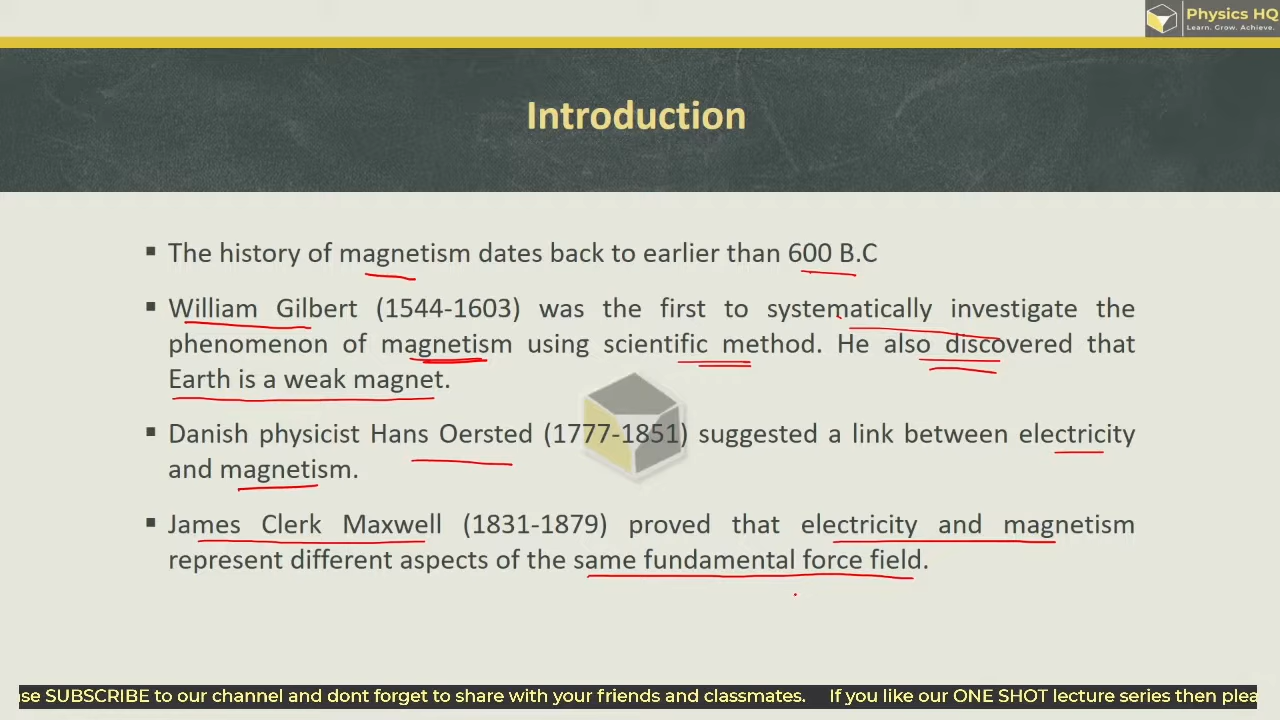 Physics HQ
Learn. Grow. Achieve.
Introduction
▪ The history of magnetism dates back to earlier than 600 B.C
▪ William Gilbert (1544-1603) was the first to systematically investigate the
phenomenon of magnetism using scientific method. He also discovered that
Earth is a weak magnet.
▪ Danish physicist Hans Oersted (1777-1851) suggested a link between electricity
and magnetism.
▪ James Clerk Maxwell (1831-1879) proved that electricity and magnetism
represent different aspects of the same fundamental force field.
se SUBSCRIBE to our channel and dont forget to share with your friends and classmates. If you like our ONE SHOT lecture series then plea